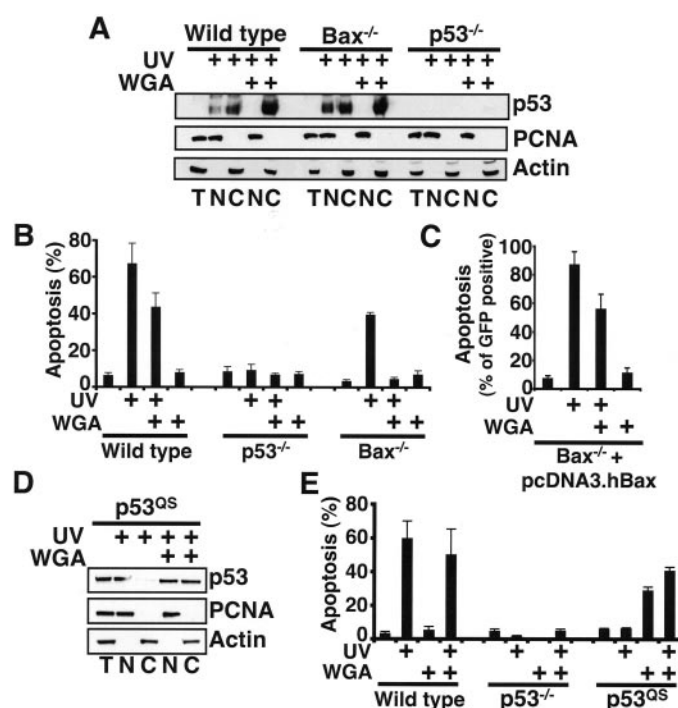 A
Wild type Bax-/- p53-/-
UV + + + + + + + + + + + +
WGA + + + + + +
p53
PCNA
Actin
T N C N C T N C N C T N C N C
B
Apoptosis (%)
80
60
40
20
0
UV + + + + + +
WGA + + + + + +
Wild type p53-/- Bax-/-
C
Apoptosis
(% of GFP positive)
100
80
60
40
20
0
UV + +
WGA + +
Bax-/- +
pcDNA3.hBax
D
p53QS
UV + + + +
WGA + +
p53
PCNA
Actin
T N C N C
E
Apoptosis (%)
80
60
40
20
0
UV + + + + + +
WGA + + + + + +
Wild type p53-/- p53QS